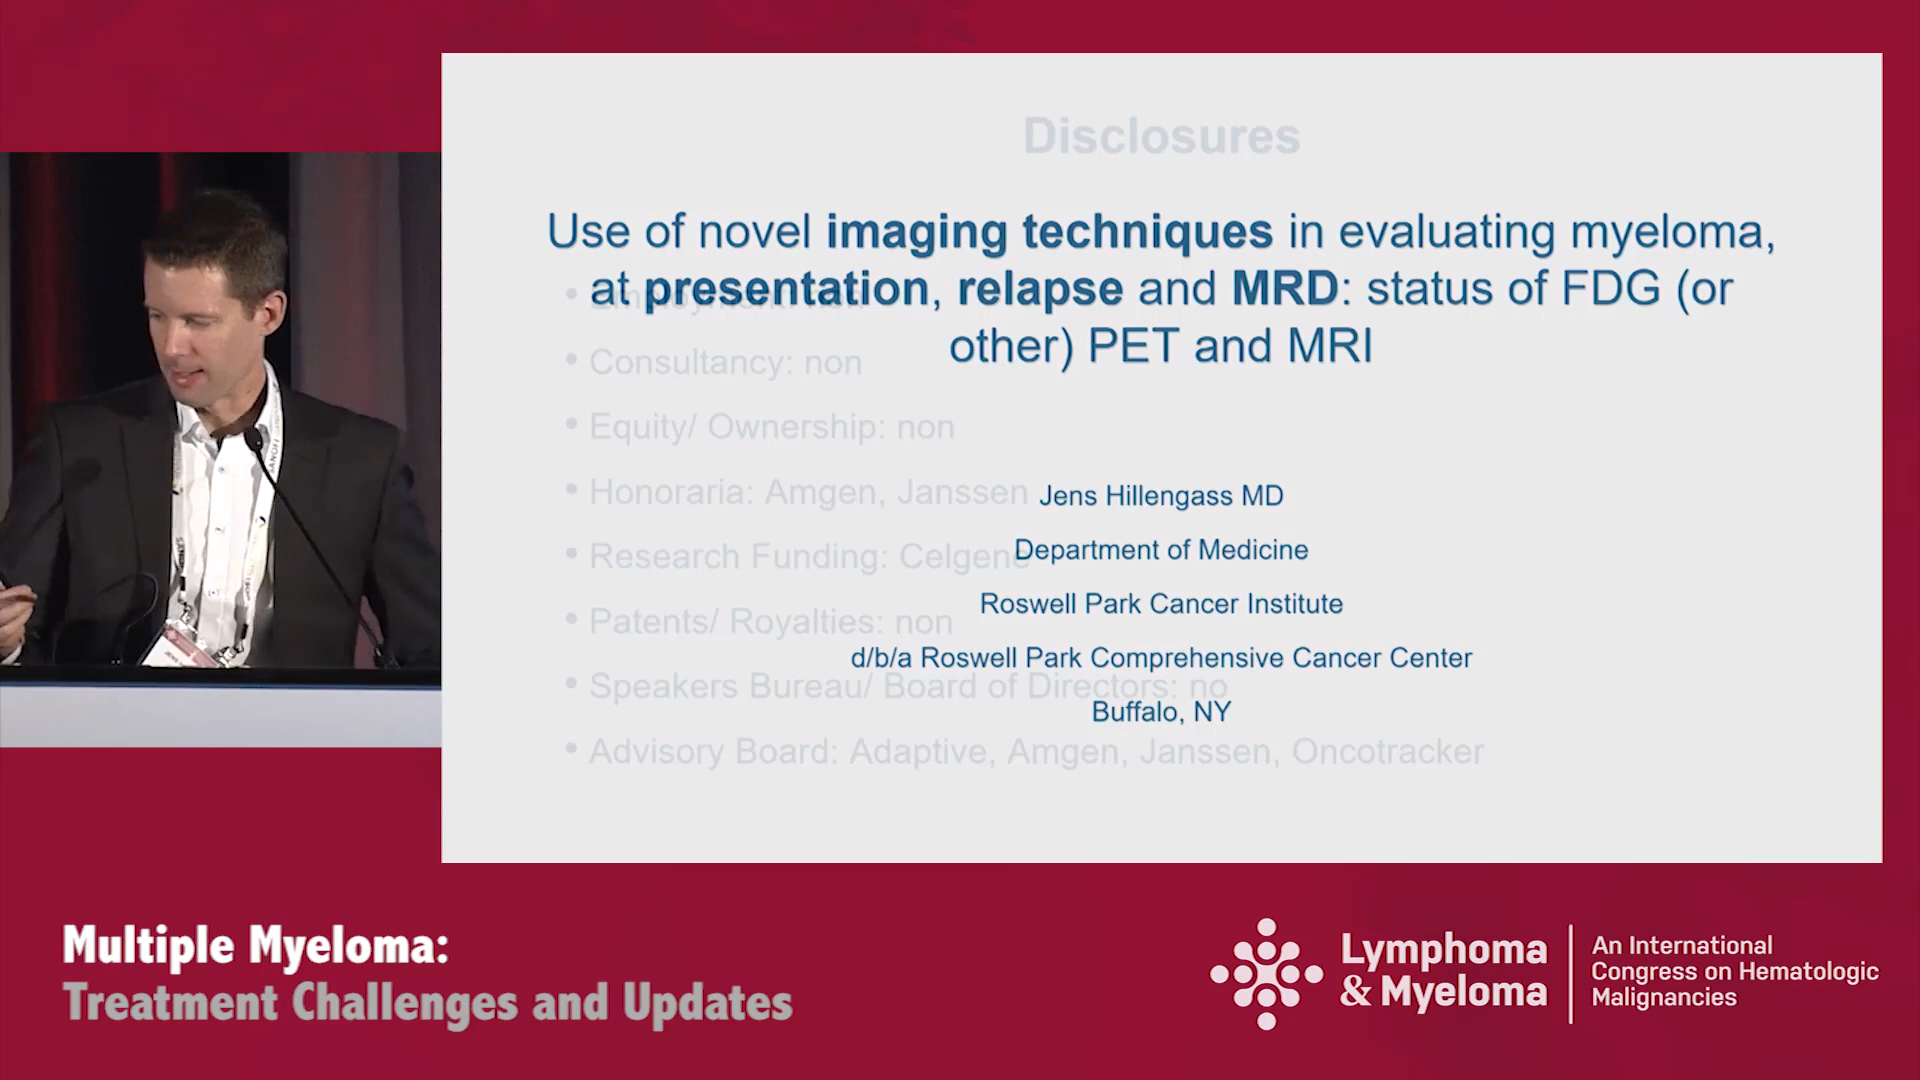 Disclosures
Use of novel imaging techniques in evaluating myeloma,
at presentation, relapse and MRD: status of FDG (or
other) PET and MRI
• Employment: non
• Consultancy: non
• Equity/ Ownership: non
• Honoraria: Amgen, Janssen
Jens Hillengass MD
Department of Medicine
• Research Funding: Celgene
Roswell Park Cancer Institute
• Patents/ Royalties: non
d/b/a Roswell Park Comprehensive Cancer Center
• Speakers Bureau/ Board of Directors: no
Buffalo, NY
• Advisory Board: Adaptive, Amgen, Janssen, Oncotracker
SANOFI
Multiple Myeloma:
Treatment Challenges and Updates
Lymphoma
& Myeloma
An International
Congress on Hematologic
Malignancies